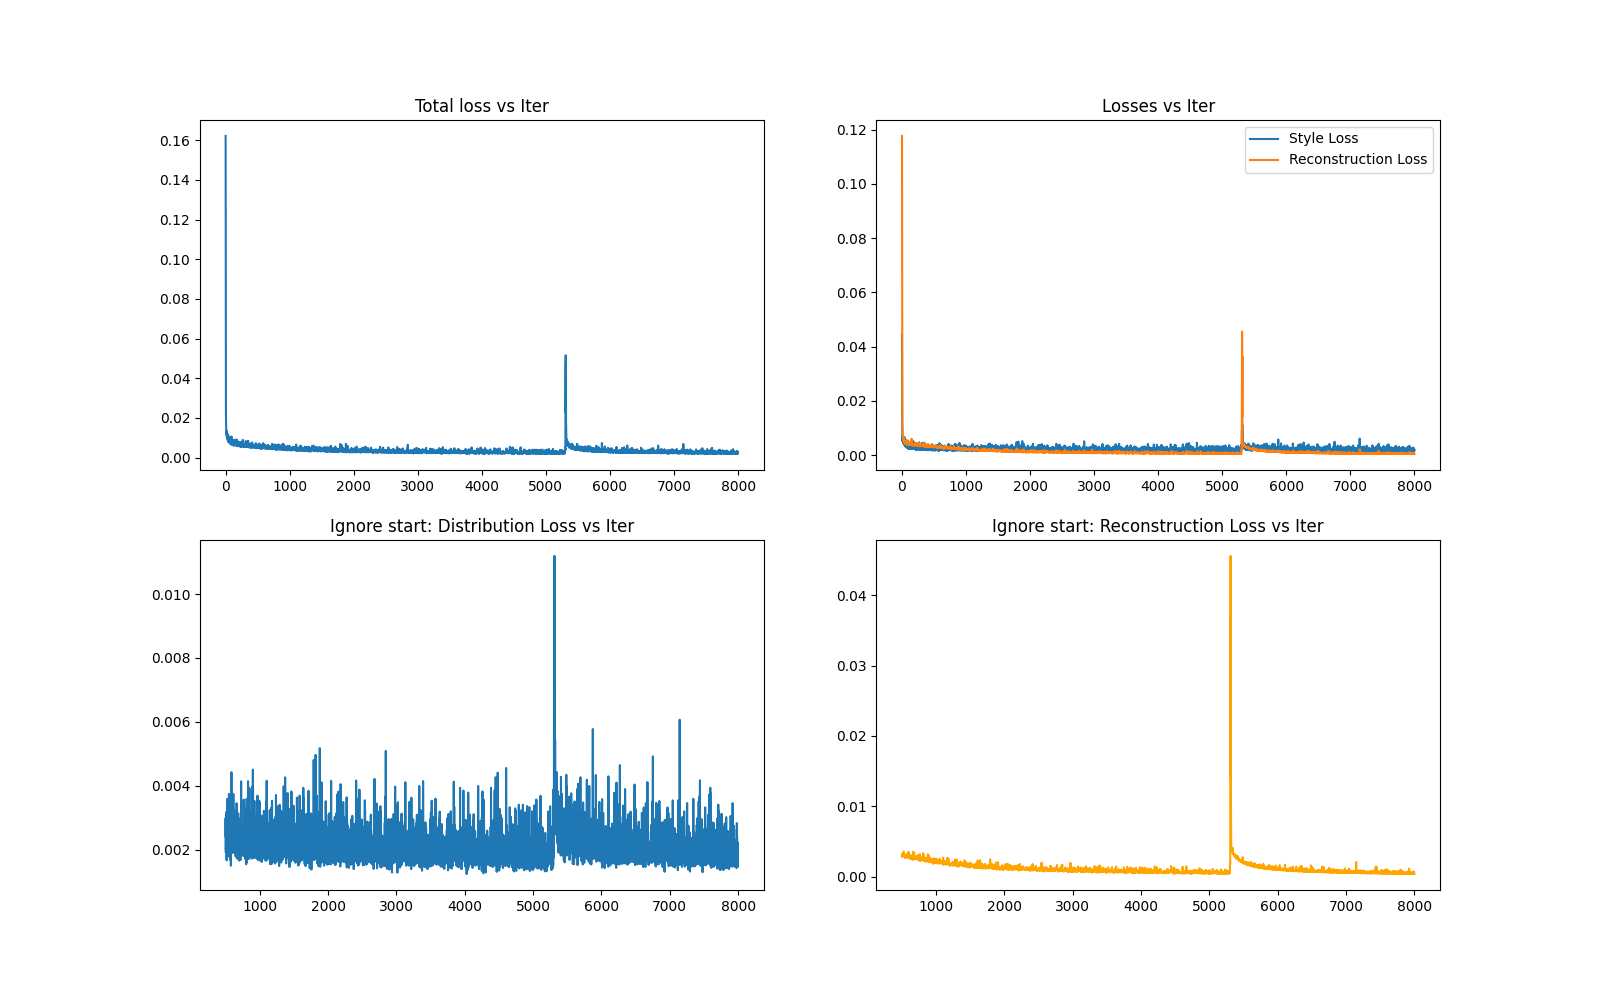 Total loss vs Iter
0.16
0.14
0.12
0.10
0.08
0.06
0.04
0.02
0.00
0 1000 2000 3000 4000 5000 6000 7000 8000
Losses vs Iter
Style Loss
Reconstruction Loss
0.12
0.10
0.08
0.06
0.04
0.02
0.00
0 1000 2000 3000 4000 5000 6000 7000 8000
Ignore start: Distribution Loss vs Iter
0.010
0.008
0.006
0.004
0.002
1000 2000 3000 4000 5000 6000 7000 8000
Ignore start: Reconstruction Loss vs Iter
0.04
0.03
0.02
0.01
0.00
1000 2000 3000 4000 5000 6000 7000 8000